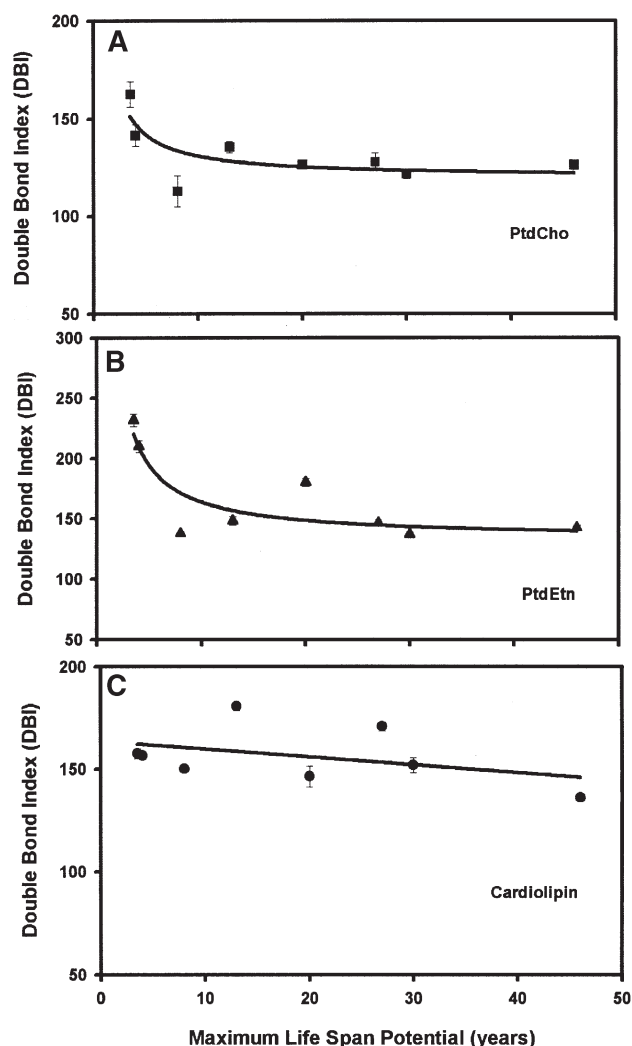 A
Double Bond Index (DBI)
200
150
100
50
PtdCho
B
Double Bond Index (DBI)
300
250
200
150
100
50
PtdEtn
C
Double Bond Index (DBI)
200
150
100
50
Cardiolipin
0 10 20 30 40 50
Maximum Life Span Potential (years)